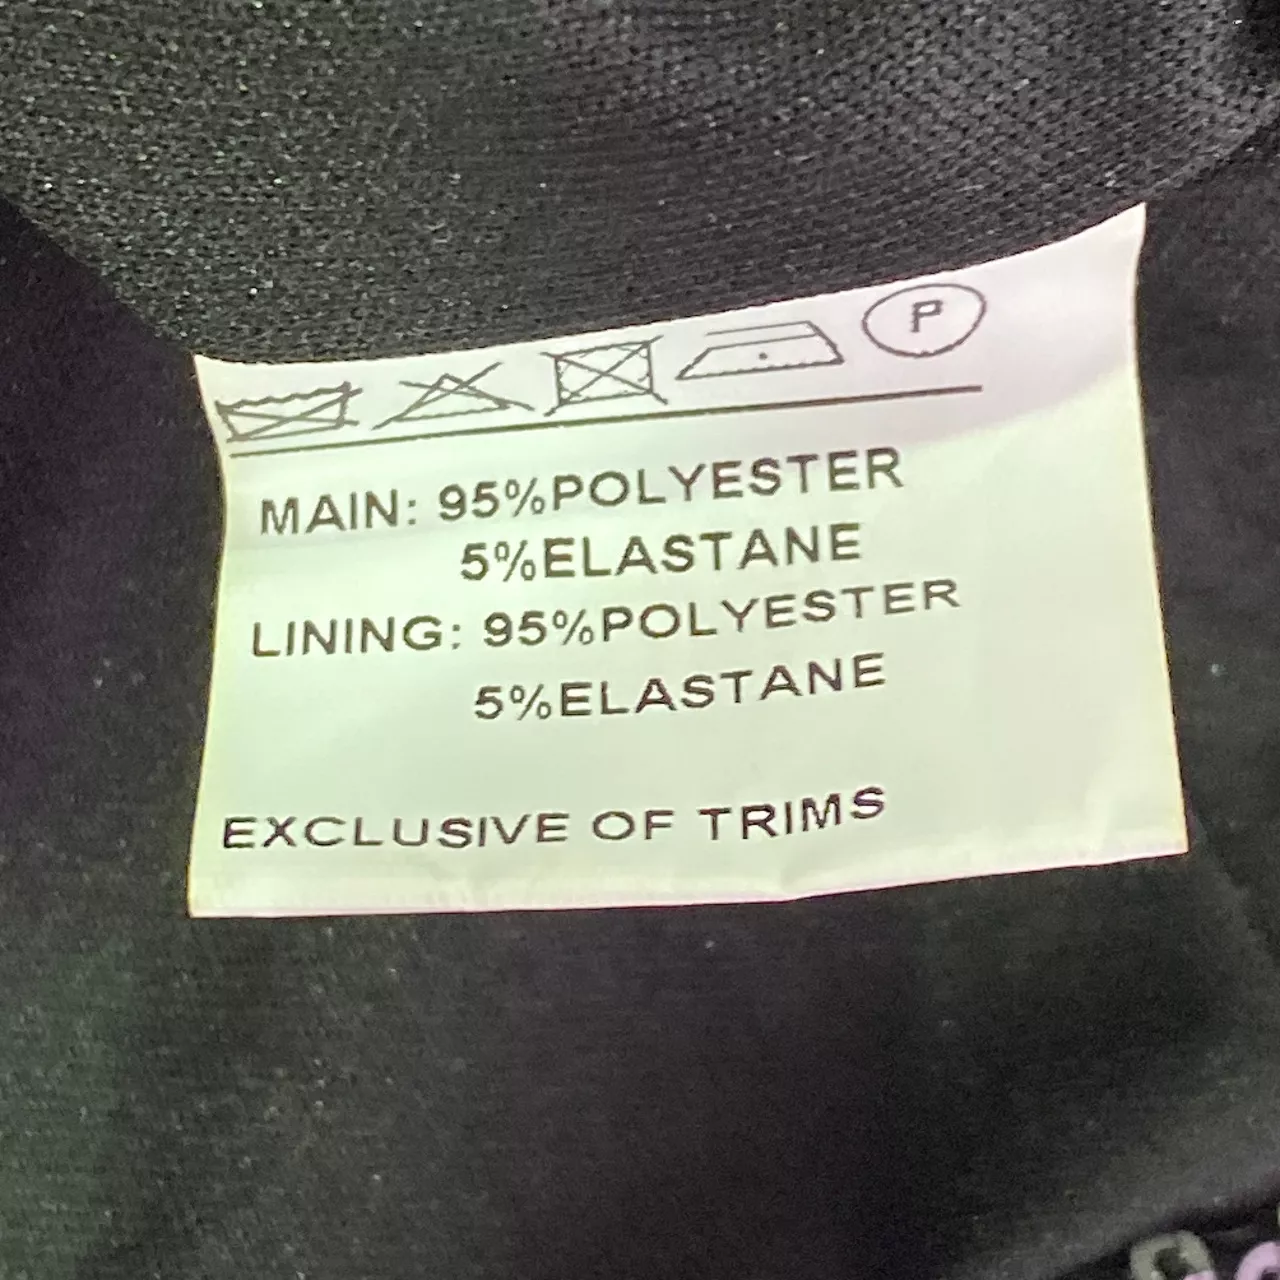 P
MAIN: 95%POLYESTER
5%ELASTANE
LINING: 95%POLYESTER
5%ELASTANE
EXCLUSIVE OF TRIMS